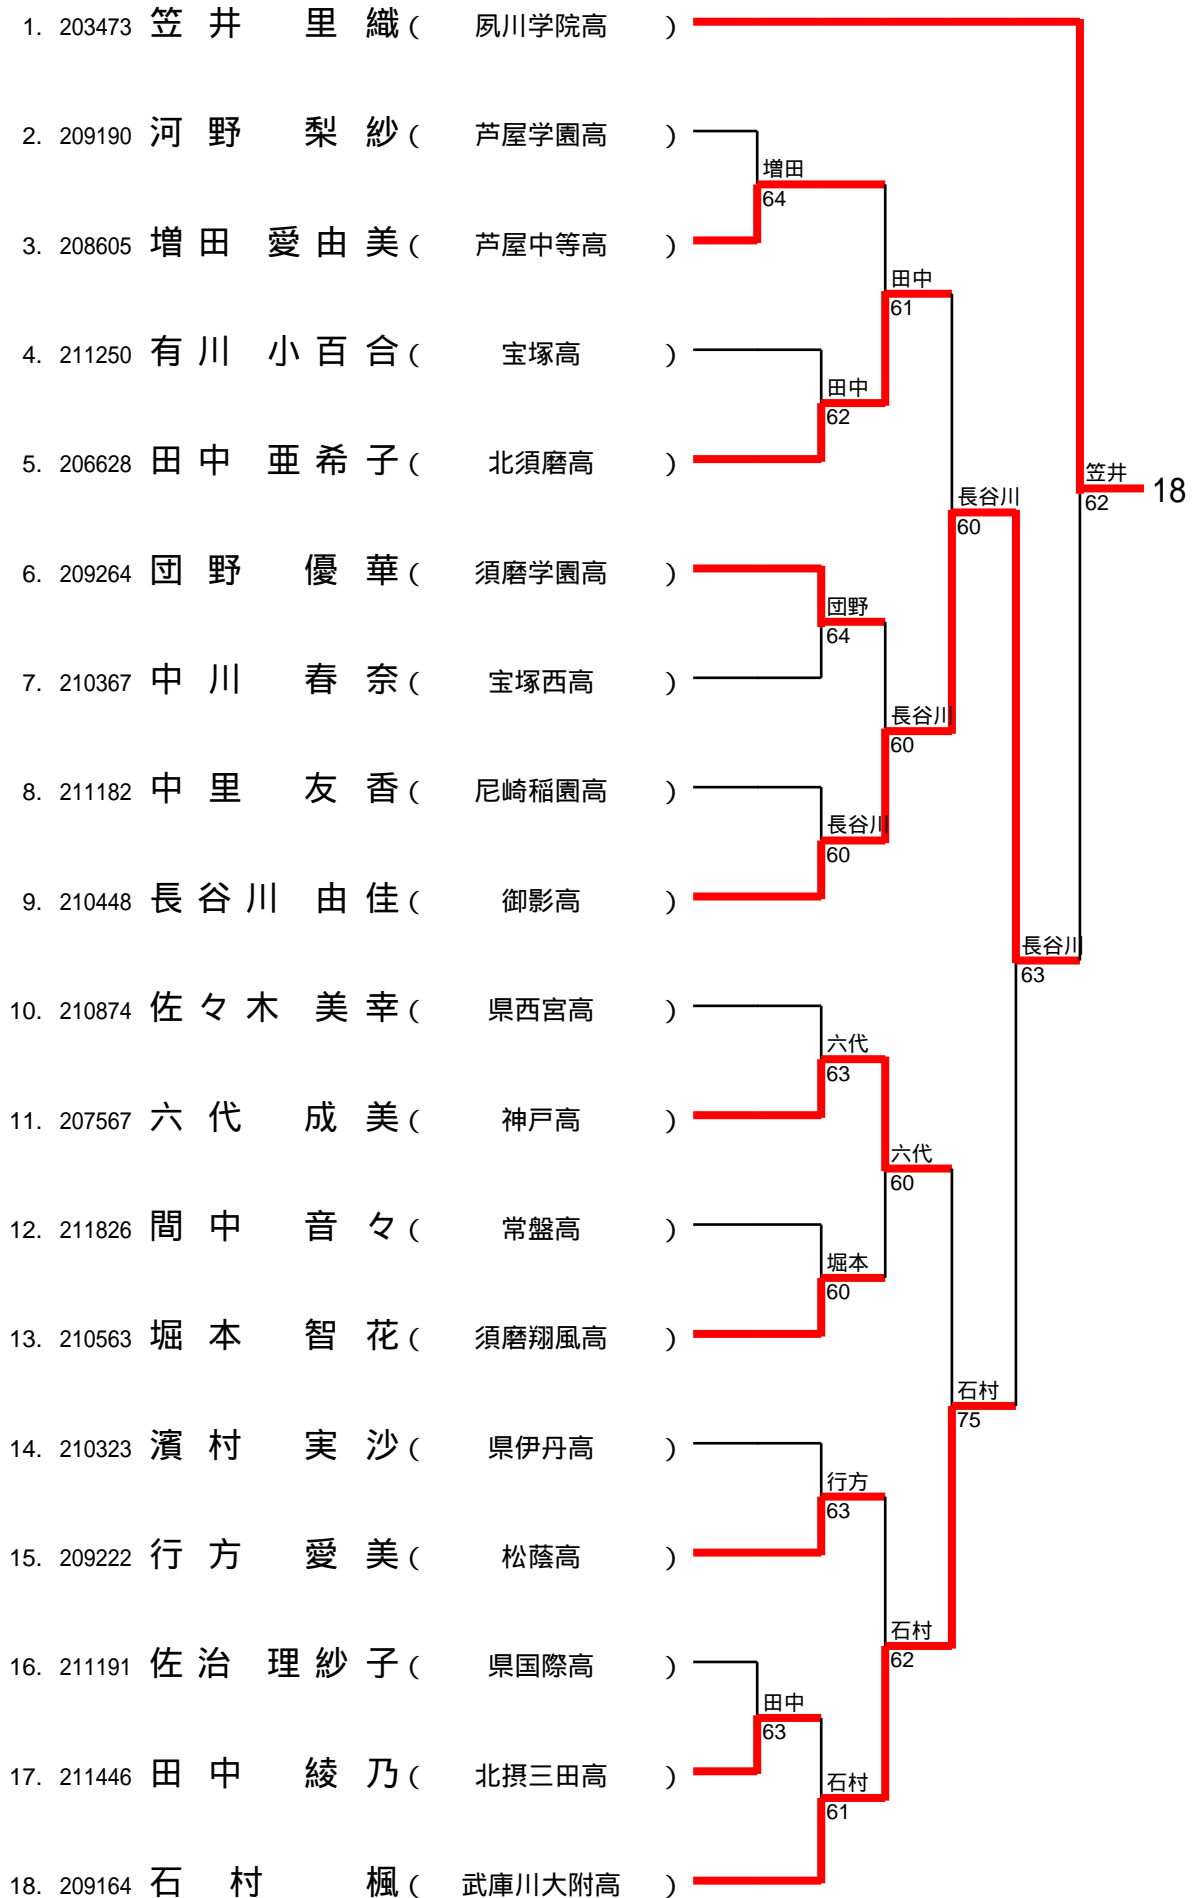 1. 203473 笠井 里織 ( 夙川学院高 )
2. 209190 河野 梨紗 ( 芦屋学園高 )
増田
64
3. 208605 増田 愛由美 ( 芦屋中等高 )
田中
61
4. 211250 有川 小百合 ( 宝塚高 )
田中
62
5. 206628 田中 亜希子 ( 北須磨高 )
笠井
62
18
長谷川
60
6. 209264 団野 優華 ( 須磨学園高 )
団野
64
7. 210367 中川 春奈 ( 宝塚西高 )
長谷川
60
8. 211182 中里 友香 ( 尼崎稲園高 )
長谷川
60
9. 210448 長谷川 由佳 ( 御影高 )
長谷川
63
10. 210874 佐々木 美幸 ( 県西宮高 )
六代
63
11. 207567 六代 成美 ( 神戸高 )
六代
60
12. 211826 間中 音々 ( 常盤高 )
堀本
60
13. 210563 堀本 智花 ( 須磨翔風高 )
石村
75
14. 210323 濱村 実沙 ( 県伊丹高 )
行方
63
15. 209222 行方 愛美 ( 松蔭高 )
石村
62
16. 211191 佐治 理紗子 ( 県国際高 )
田中
63
17. 211446 田中 綾乃 ( 北摂三田高 )
石村
61
18. 209164 石村 楓 ( 武庫川大附高 )